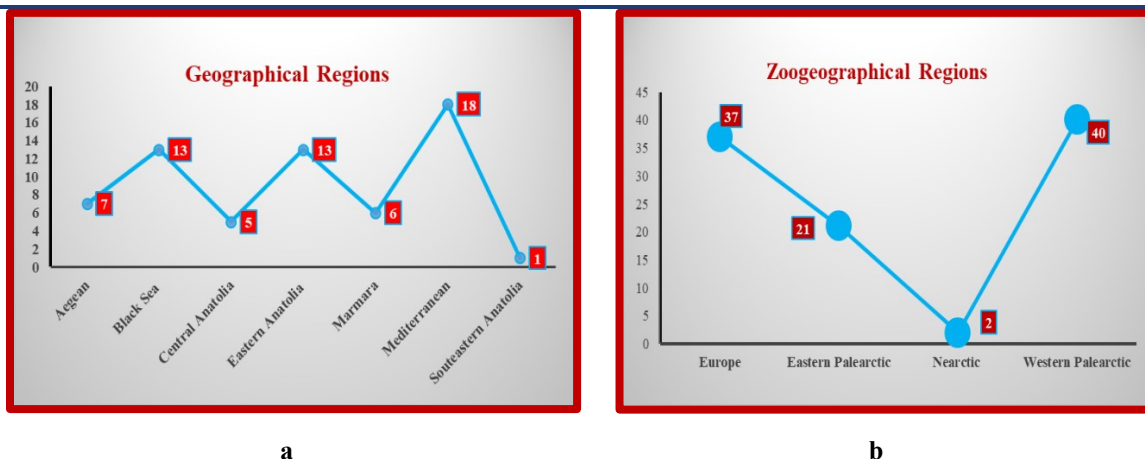 Geographical Regions
20
18
16
14
12
10
8
6
4
2
0
7
13
5
13
6
18
1
Aegean
Black Sea
Central Anatolia
Eastern Anatolia
Marmara
Mediterranean
Souteastern Anatolia
a
Zoogeographical Regions
45
40
35
30
25
20
15
10
5
0
37
21
2
40
Europe
Eastern Palearctic
Nearctic
Western Palearctic
b